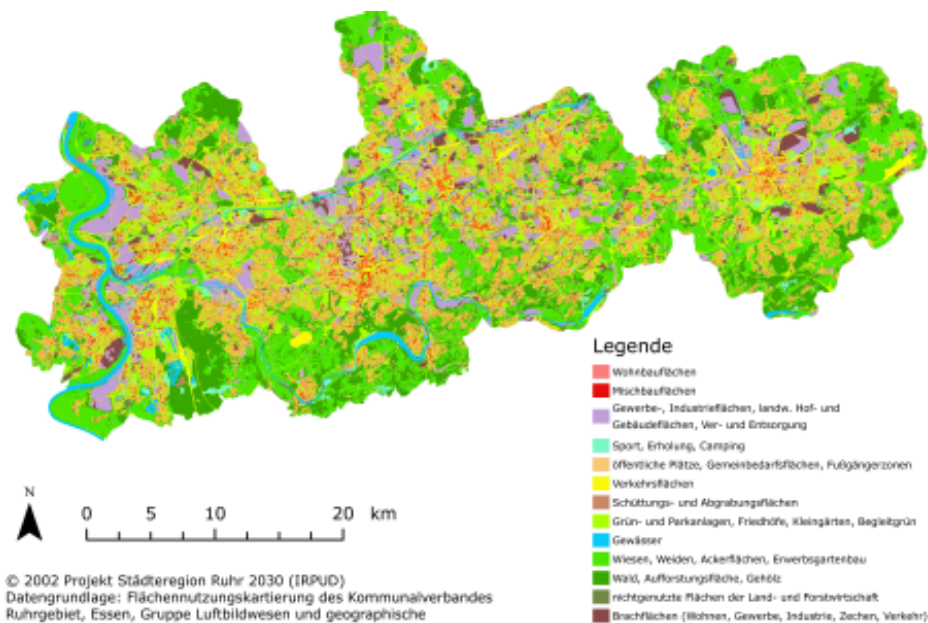 Legende
Wohnbauflächen
Mischbauflächen
Gewerbe-, Industrieflächen, landw. Hof- und
Gebäudeflächen, Ver- und Entsorgung
Sport, Erholung, Camping
öffentliche Plätze, Gemeinbedarfsflächen, Fußgängerzonen
Verkehrsflächen
Schüttungs- und Abgrabungsflächen
Grün- und Parkanlagen, Friedhöfe, Kleingärten, Begleitgrün
Gewässer
Wiesen, Weiden, Ackerflächen, Erwerbsgartenbau
Wald, Aufforstungsfläche, Gehölz
nichtgenutzte Flächen der Land- und Forstwirtschaft
Brachflächen (Wohnen, Gewerbe, Industrie, Zechen, Verkehr)
N
0 5 10 20 km
© 2002 Projekt Städteregion Ruhr 2030 (IRPUD)
Datengrundlage: Flächennutzungskartierung des Kommunalverbandes
Ruhrgebiet, Essen, Gruppe Luftbildwesen und geographische